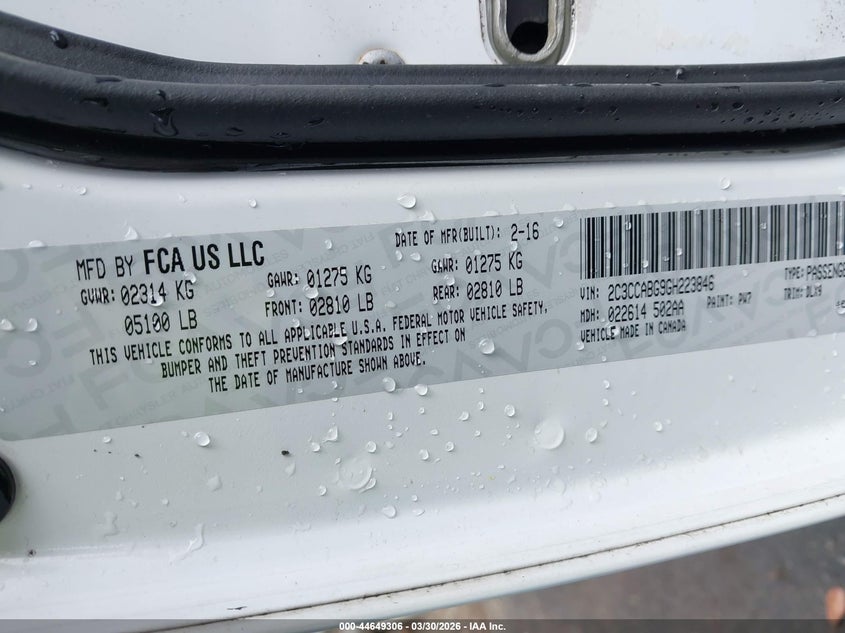 MFD BY FCA US LLC
DATE OF MFR(BUILT): 2-16
GVWR: 02314 KG
05100 LB
GAWR: 01275 KG
FRONT: 02810 LB
GAWR: 01275 KG
REAR: 02810 LB
THIS VEHICLE CONFORMS TO ALL APPLICABLE U.S.A. FEDERAL MOTOR VEHICLE SAFETY,
BUMPER AND THEFT PREVENTION STANDARDS IN EFFECT ON
THE DATE OF MANUFACTURE SHOWN ABOVE.
VIN: 2C3CCABG9GH223846
TYPE: PASSENGE
MDH: 022614 502AA
PAINT: PW7
TRIM: DLX9
VEHICLE MADE IN CANADA
000-44649306 - 03/30/2026 - IAA Inc.